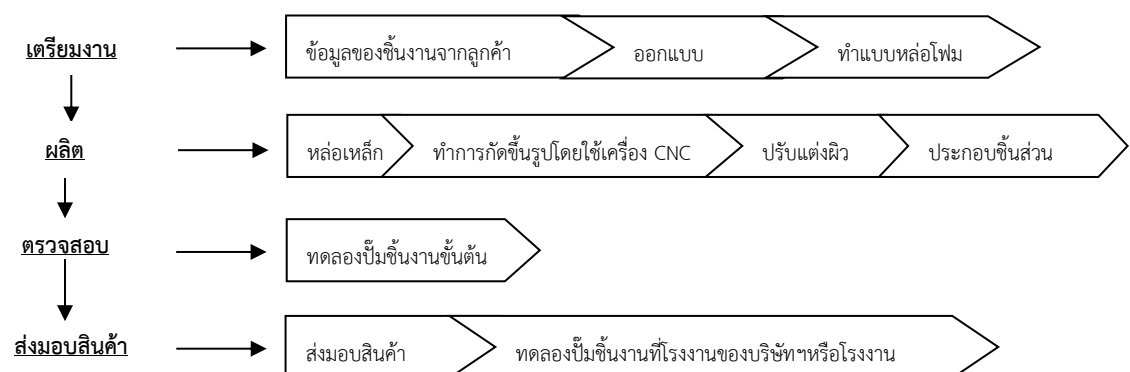 เตรียมงาน
ข้อมูลของชิ้นงานจากลูกค้า
ออกแบบ
ทำแบบหล่อโฟม
ผลิต
หล่อเหล็ก
ทำการกัดขึ้นรูปโดยใช้เครื่อง CNC
ปรับแต่งผิว
ประกอบชิ้นส่วน
ตรวจสอบ
ทดลองปั๊มชิ้นงานขั้นต้น
ส่งมอบสินค้า
ส่งมอบสินค้า
ทดลองปั๊มชิ้นงานที่โรงงานของบริษัทฯหรือโรงงาน